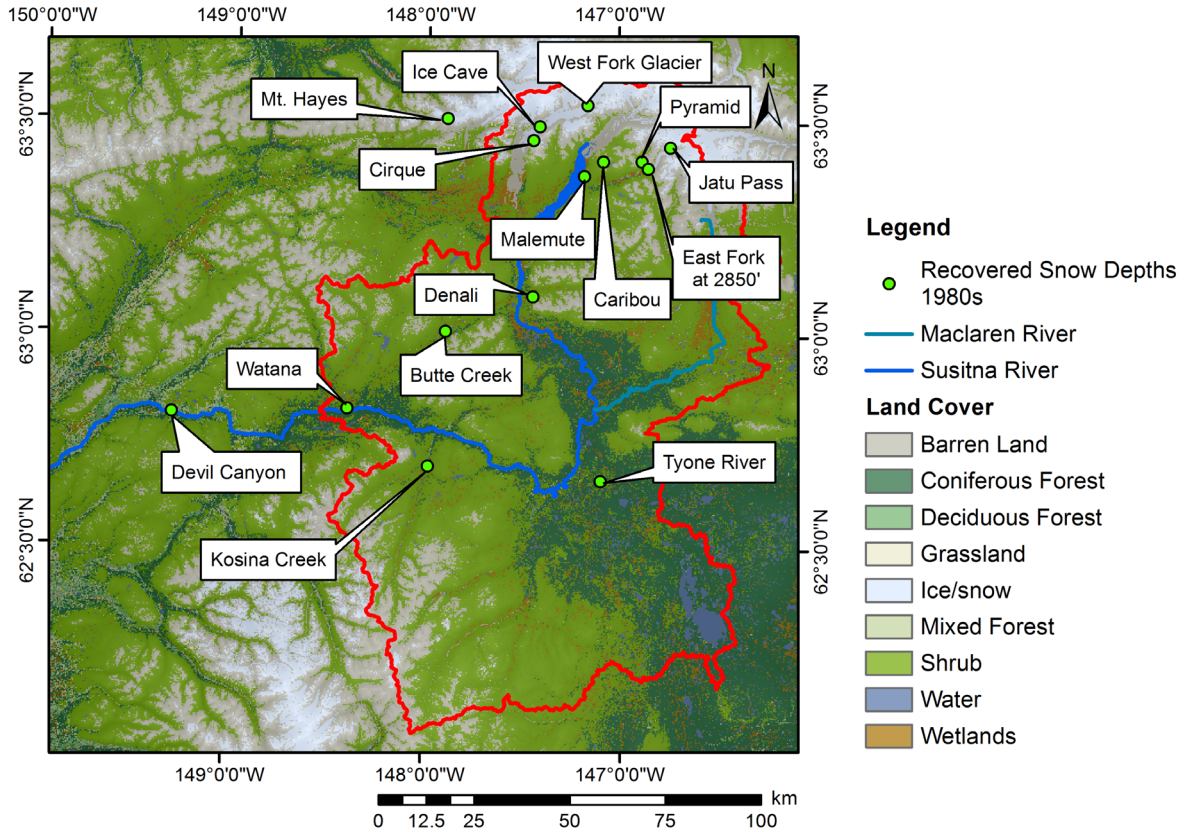 150°0'0"W 149°0'0"W 148°0'0"W 147°0'0"W
63°30'0"N
63°0'0"N
62°30'0"N
63°30'0"N
63°0'0"N
62°30'0"N
N
West Fork Glacier
Ice Cave
Mt. Hayes
Pyramid
Cirque
Jatu Pass
Malemute
East Fork
at 2850'
Denali
Caribou
Watana
Butte Creek
Tyone River
Devil Canyon
Kosina Creek
149°0'0"W 148°0'0"W 147°0'0"W
km
0 12.5 25 50 75 100
Legend
Recovered Snow Depths
1980s
Maclaren River
Susitna River
Land Cover
Barren Land
Coniferous Forest
Deciduous Forest
Grassland
Ice/snow
Mixed Forest
Shrub
Water
Wetlands